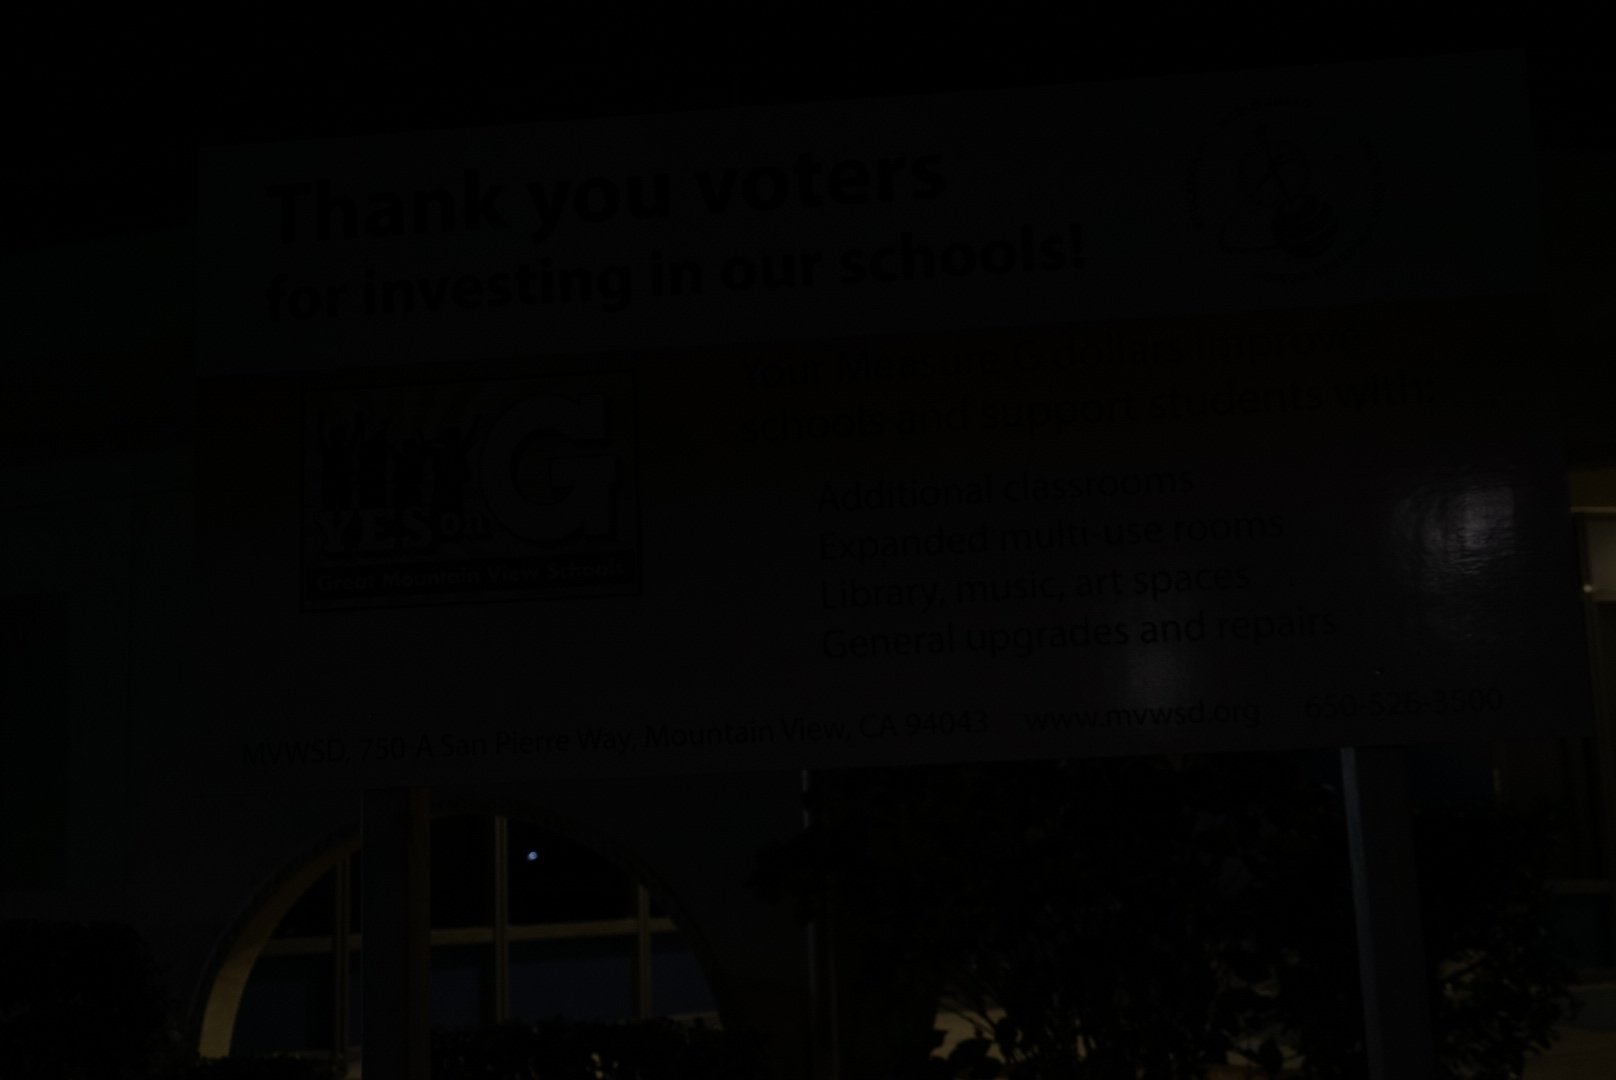 Thank you voters
for investing in our schools!
Your Measure G dollars improve
schools and support students with:
YES on G
Great Mountain View Schools
Additional classrooms
Expanded multi-use rooms
Library, music, art spaces
General upgrades and repairs
MVWSD, 750-A San Pierre Way, Mountain View, CA 94043 www.mvwsd.org 650-526-3500